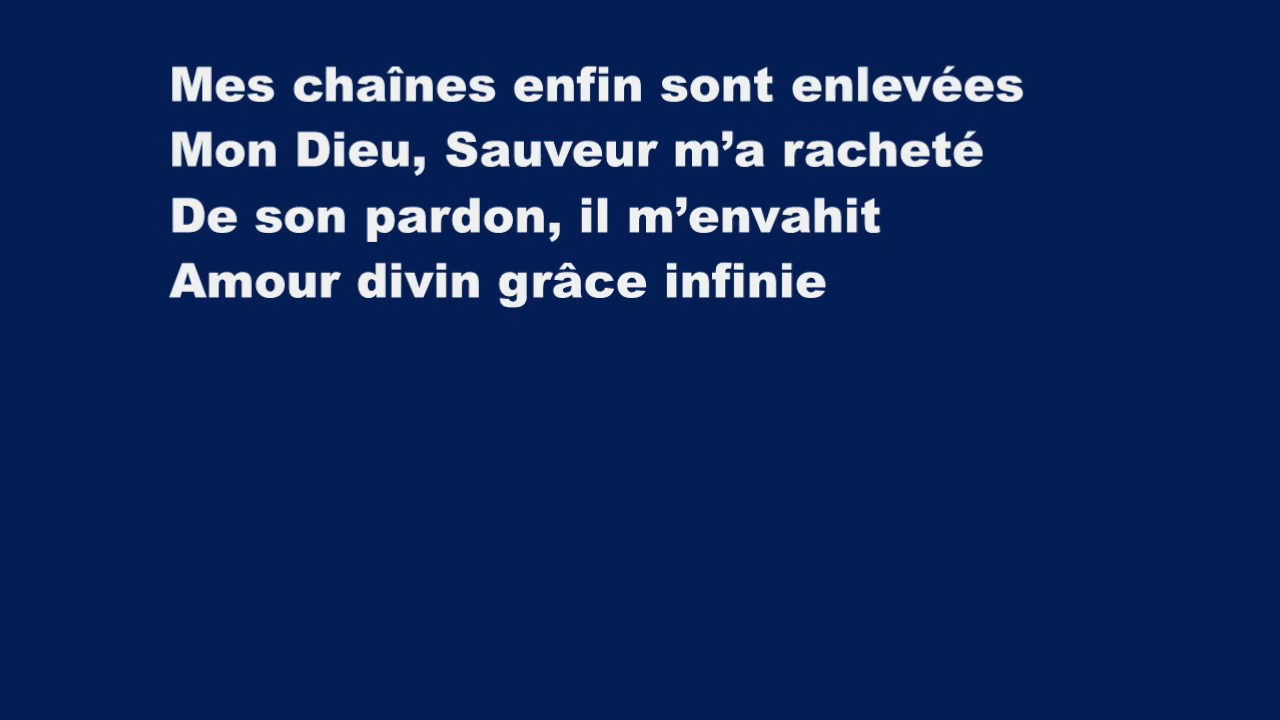 Mes chaînes enfin sont enlevées
Mon Dieu, Sauveur m’a racheté
De son pardon, il m’envahit
Amour divin grâce infinie